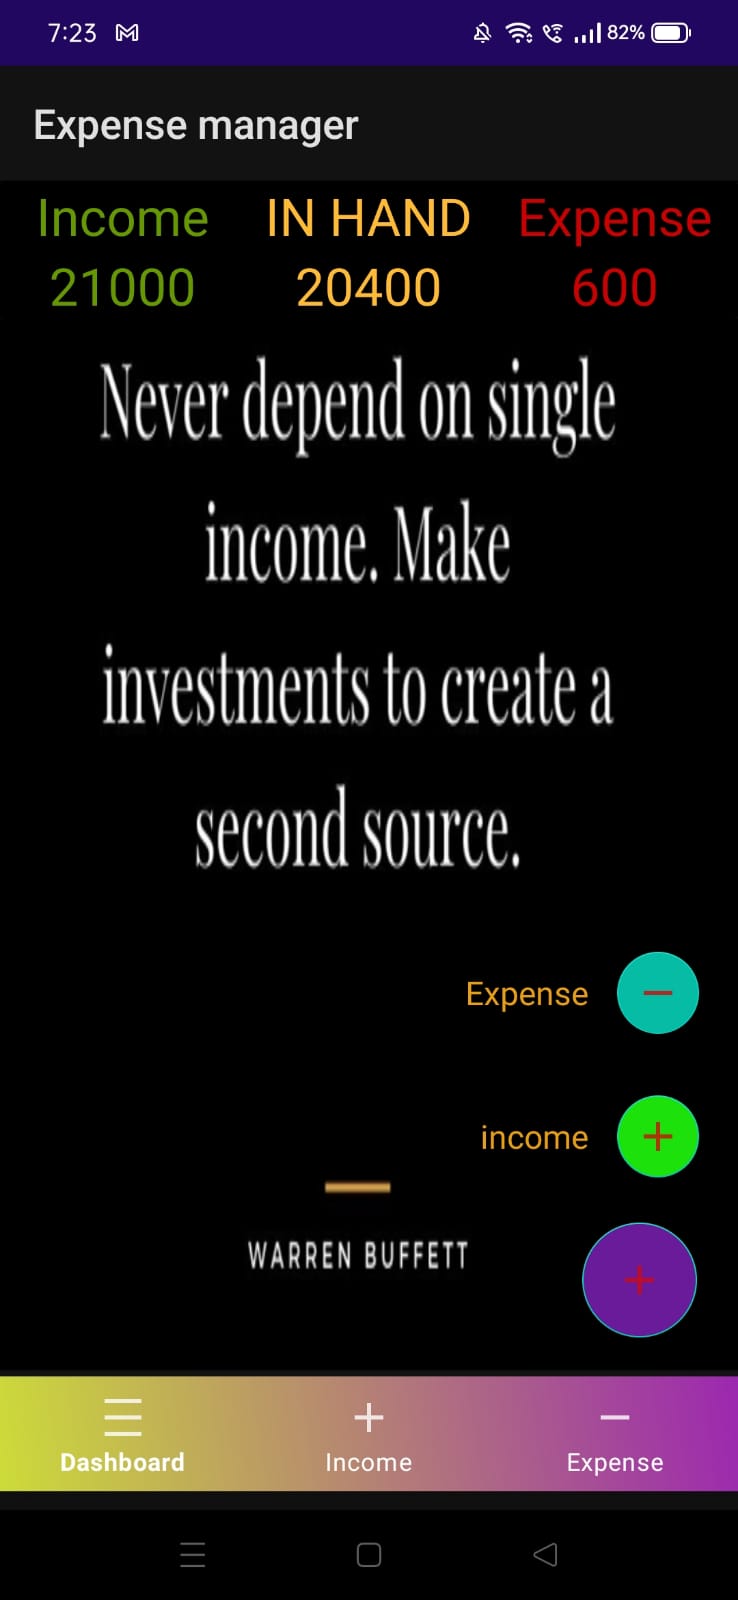 7:23 82%
Expense manager
Income IN HAND Expense
21000 20400 600
Never depend on single
income. Make
investments to create a
second source.
Expense
income
WARREN BUFFETT
Dashboard Income Expense